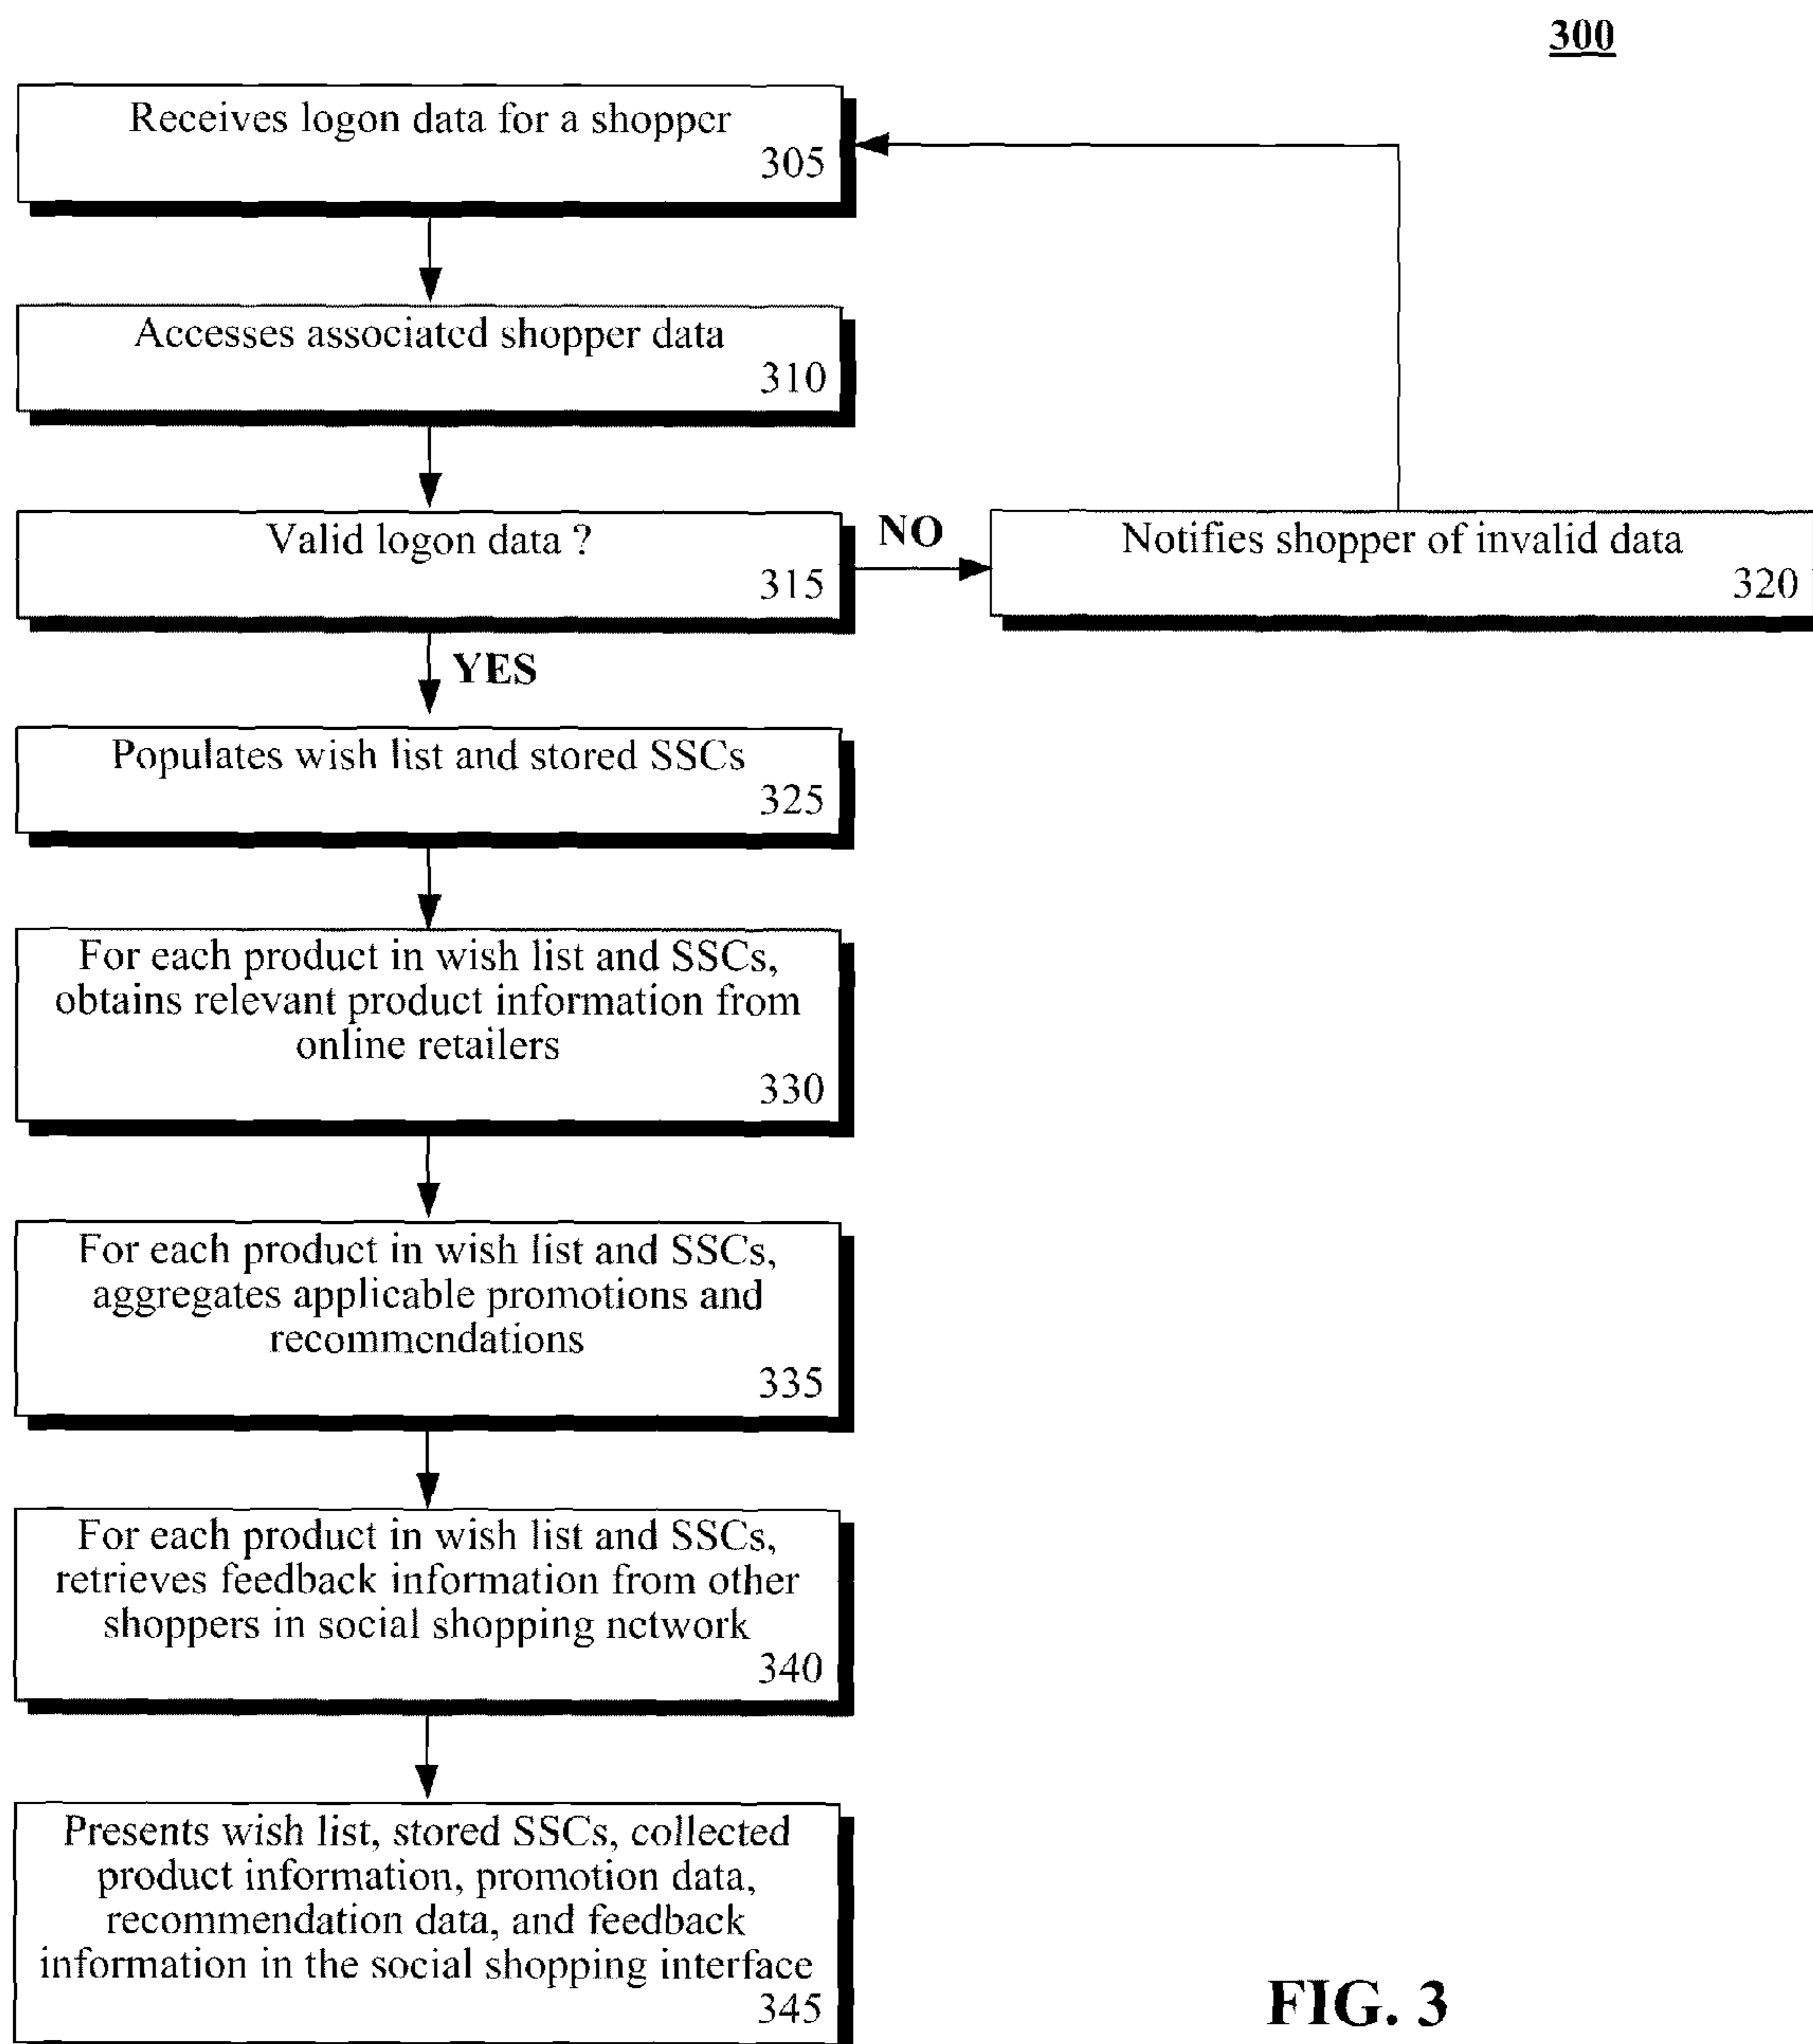 300
Receives logon data for a shopper
305
Accesses associated shopper data
310
Valid logon data ?
315
NO
Notifies shopper of invalid data
320
YES
Populates wish list and stored SSCs
325
For each product in wish list and SSCs,
obtains relevant product information from
online retailers
330
For each product in wish list and SSCs,
aggregates applicable promotions and
recommendations
335
For each product in wish list and SSCs,
retrieves feedback information from other
shoppers in social shopping network
340
Presents wish list, stored SSCs, collected
product information, promotion data,
recommendation data, and feedback
information in the social shopping interface
345
FIG. 3